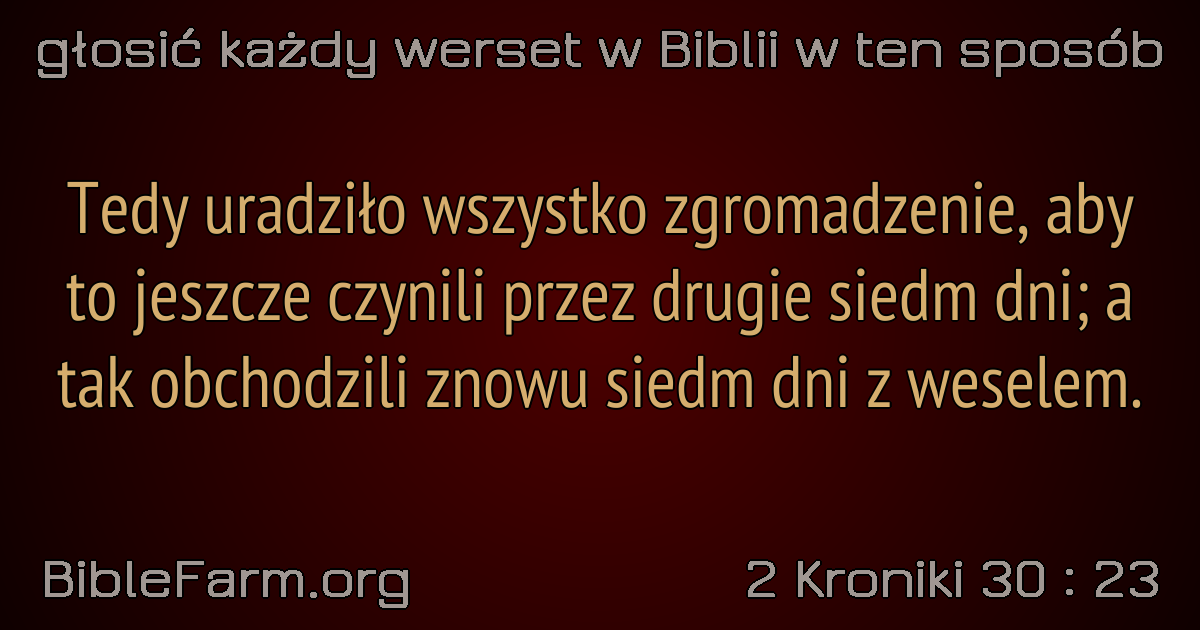 głosić każdy werset w Biblii w ten sposób
Tedy uradziło wszystko zgromadzenie, aby
to jeszcze czynili przez drugie siedm dni; a
tak obchodzili znowu siedm dni z weselem.
BibleFarm.org
2 Kroniki 30 : 23